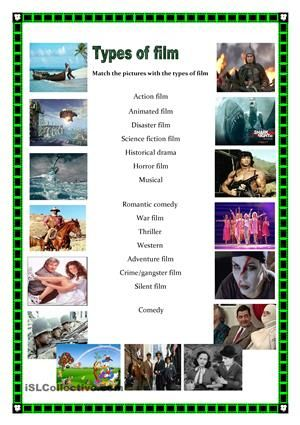 Types of film
Match the pictures with the types of film
Action film
Animated film
Disaster film
Science fiction film
Historical drama
Horror film
Musical
Romantic comedy
War film
Thriller
Western
Adventure film
Crime/gangster film
Silent film
Comedy
iSLCollective.com